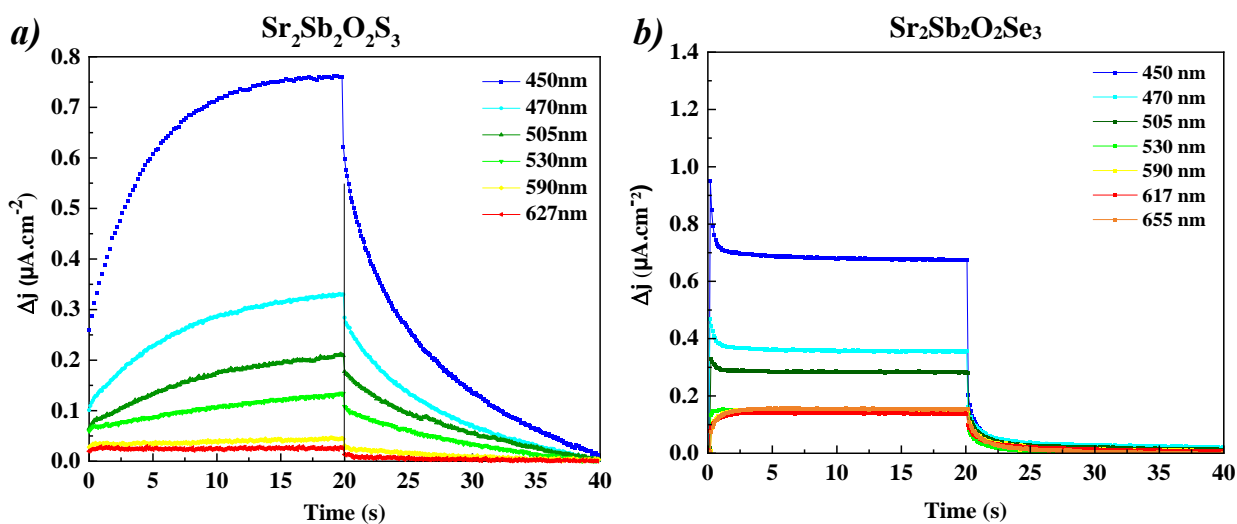 a)
Sr₂Sb₂O₂S₃
0.8
0.7
0.6
0.5
0.4
0.3
0.2
0.1
0.0
Δj (µA.cm⁻²)
450nm
470nm
505nm
530nm
590nm
627nm
0 5 10 15 20 25 30 35 40
Time (s)
b)
Sr₂Sb₂O₂Se₃
1.4
1.2
1.0
0.8
0.6
0.4
0.2
0.0
Δj (µA.cm⁻²)
450 nm
470 nm
505 nm
530 nm
590 nm
617 nm
655 nm
0 5 10 15 20 25 30 35 40
Time (s)